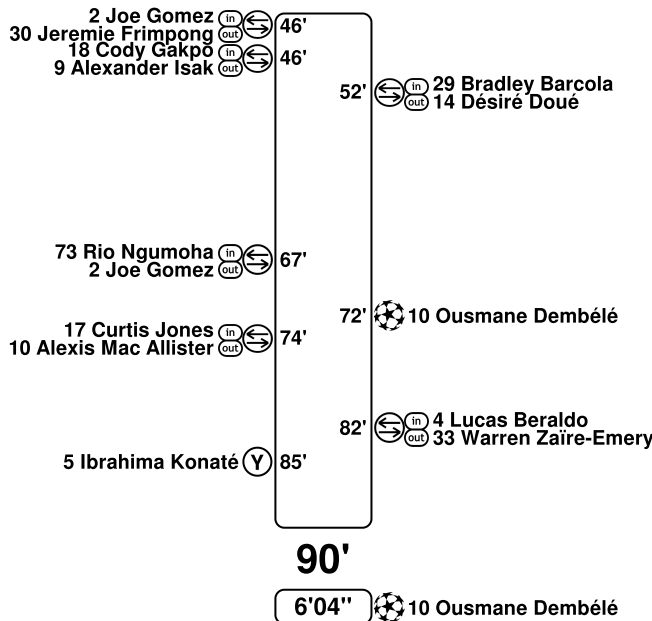 2 Joe Gomez in
30 Jeremie Frimpong out
46'
18 Cody Gakpo in
9 Alexander Isak out
46'
52'
in 29 Bradley Barcola
out 14 Désiré Doué
73 Rio Ngumoha in
2 Joe Gomez out
67'
72' 10 Ousmane Dembélé
17 Curtis Jones in
10 Alexis Mac Allister out
74'
82'
in 4 Lucas Beraldo
out 33 Warren Zaïre-Emery
5 Ibrahima Konaté Y 85'
90'
6'04" 10 Ousmane Dembélé